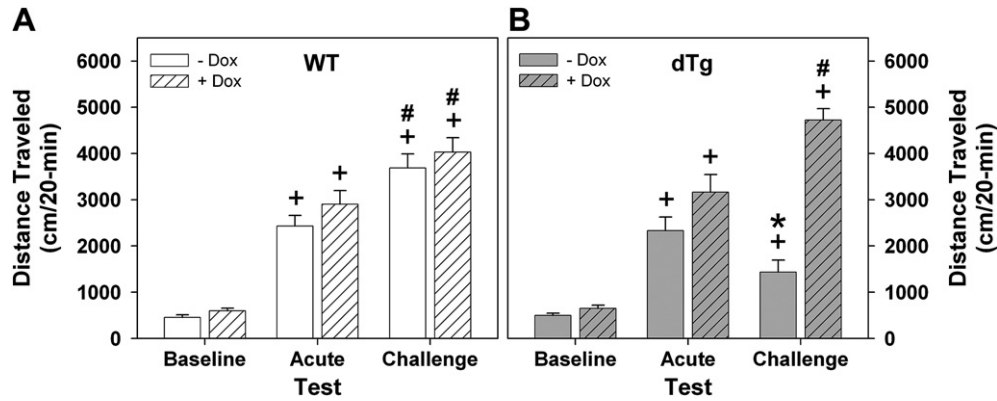 A
B
WT
- Dox
+ Dox
dTg
- Dox
+ Dox
6000
5000
4000
3000
2000
1000
0
Distance Traveled
(cm/20-min)
+
+
#
+
#
+
+
+
*
+
#
+
6000
5000
4000
3000
2000
1000
0
Distance Traveled
(cm/20-min)
Baseline Acute Challenge
Test
Baseline Acute Challenge
Test